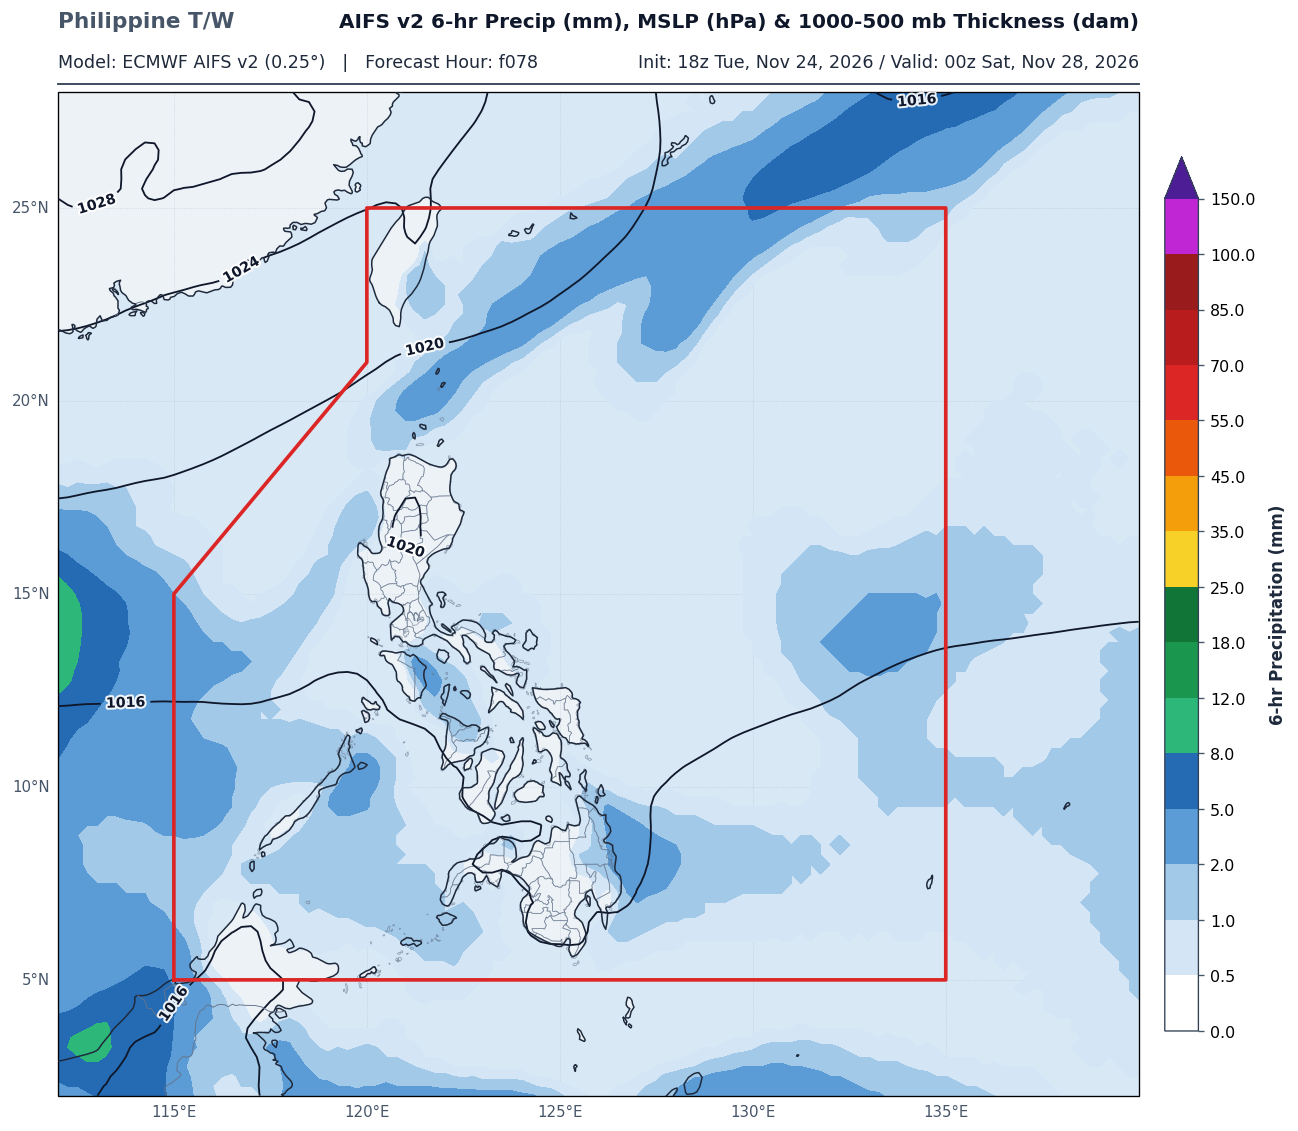 Philippine T/W
AIFS v2 6-hr Precip (mm), MSLP (hPa) & 1000-500 mb Thickness (dam)
Model: ECMWF AIFS v2 (0.25°) | Forecast Hour: f078
Init: 18z Tue, Nov 24, 2026 / Valid: 00z Sat, Nov 28, 2026
1016
1028
1024
1020
1020
1016
1016
25°N
20°N
15°N
10°N
5°N
115°E
120°E
125°E
130°E
135°E
150.0
100.0
85.0
70.0
55.0
45.0
35.0
25.0
18.0
12.0
8.0
5.0
2.0
1.0
0.5
0.0
6-hr Precipitation (mm)